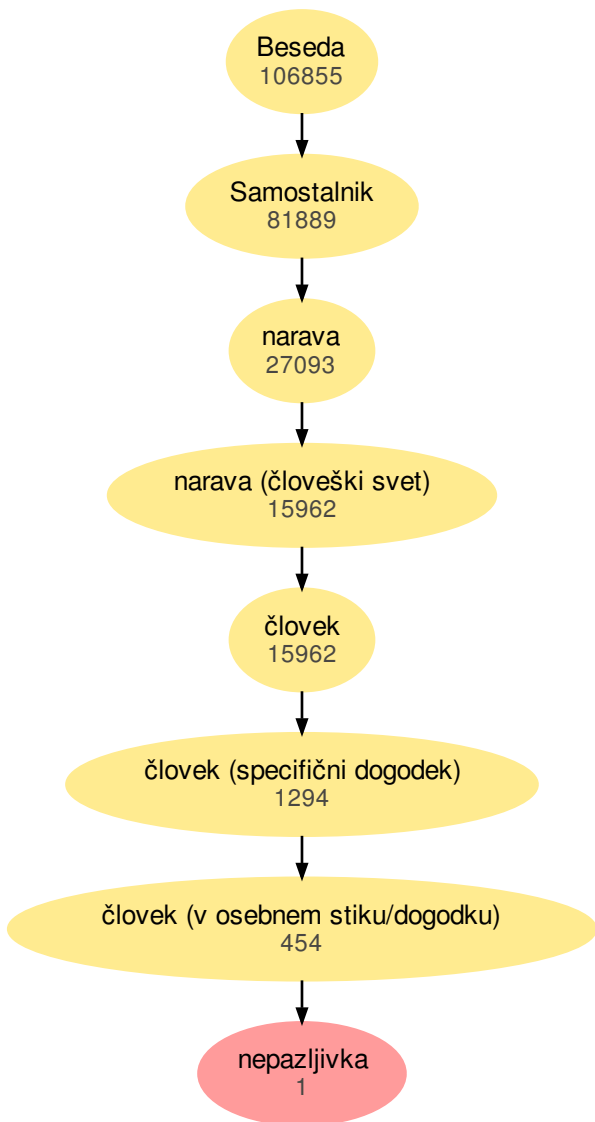 Beseda
106855
Samostalnik
81889
narava
27093
narava (človeški svet)
15962
človek
15962
človek (specifični dogodek)
1294
človek (v osebnem stiku/dogodku)
454
nepazljivka
1